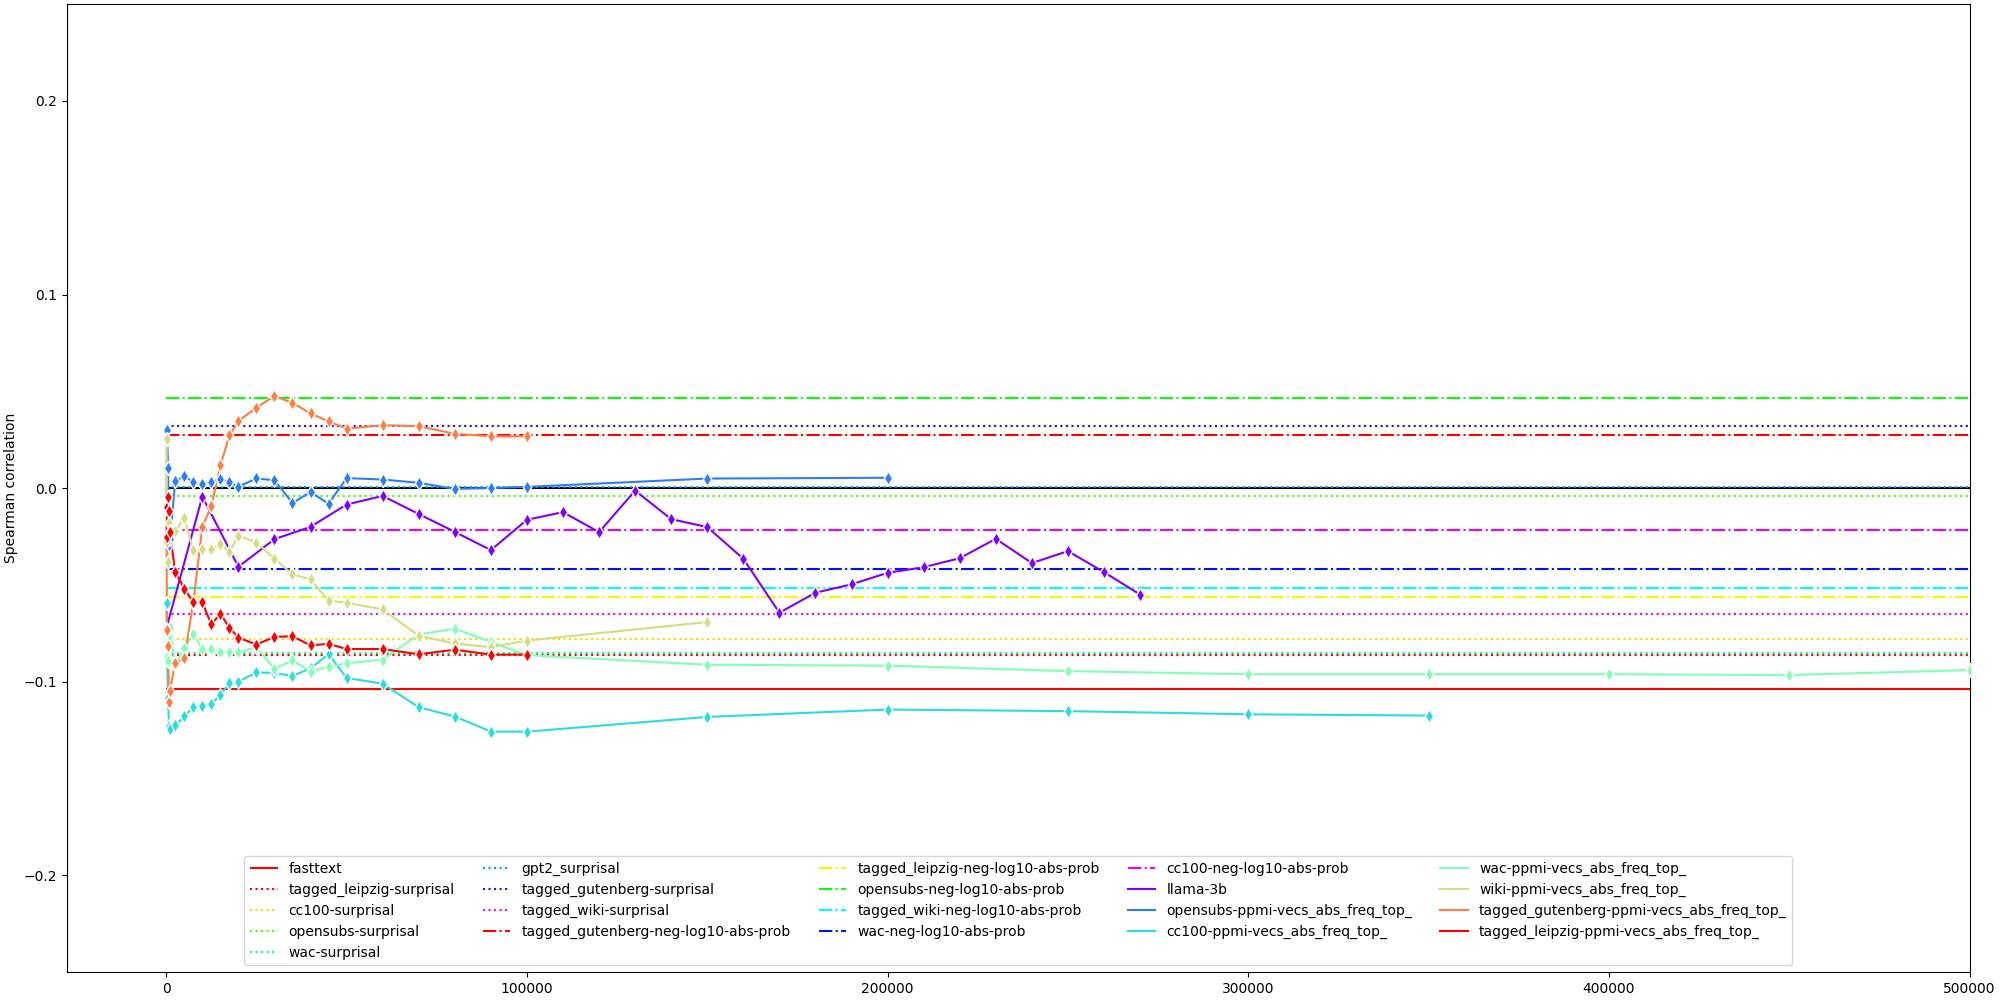 0.2
0.1
0.0
−0.1
−0.2
Spearman correlation
fasttext
tagged_leipzig-surprisal
cc100-surprisal
opensubs-surprisal
wac-surprisal
gpt2_surprisal
tagged_gutenberg-surprisal
tagged_wiki-surprisal
tagged_gutenberg-neg-log10-abs-prob
tagged_leipzig-neg-log10-abs-prob
opensubs-neg-log10-abs-prob
tagged_wiki-neg-log10-abs-prob
wac-neg-log10-abs-prob
cc100-neg-log10-abs-prob
llama-3b
opensubs-ppmi-vecs_abs_freq_top_
cc100-ppmi-vecs_abs_freq_top_
wac-ppmi-vecs_abs_freq_top_
wiki-ppmi-vecs_abs_freq_top_
tagged_gutenberg-ppmi-vecs_abs_freq_top_
tagged_leipzig-ppmi-vecs_abs_freq_top_
0
100000
200000
300000
400000
500000